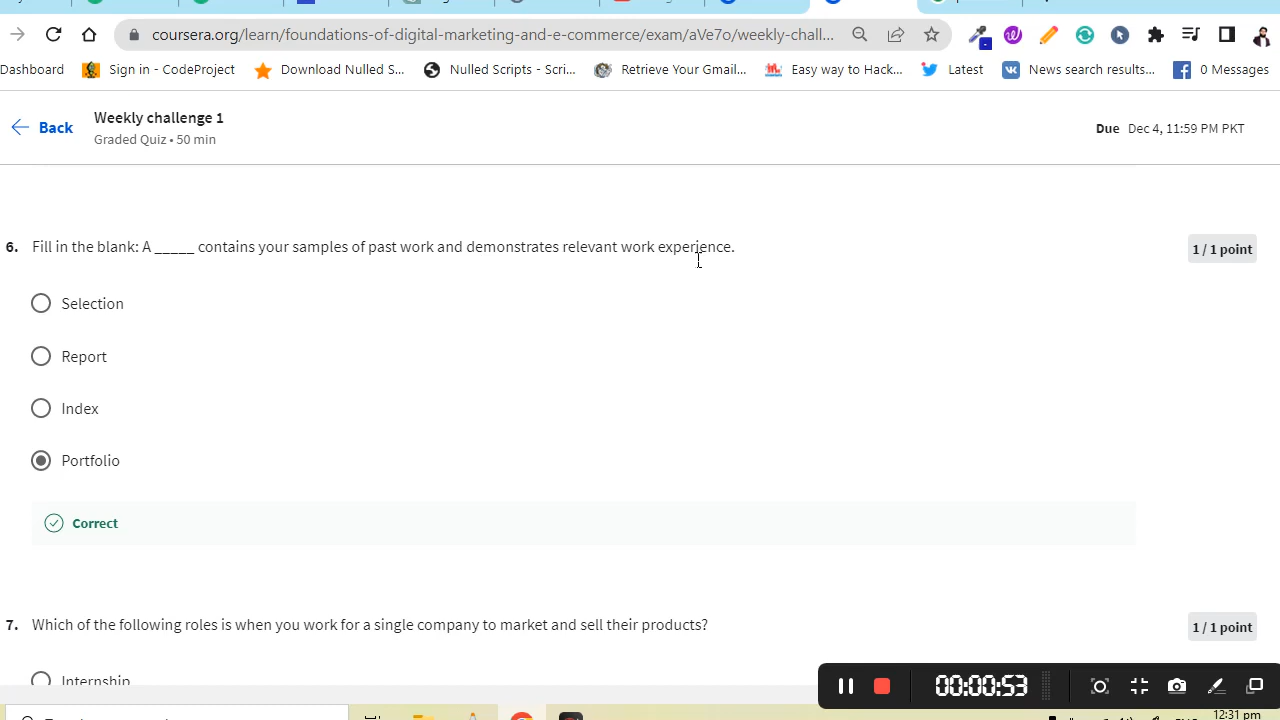 coursera.org/learn/foundations-of-digital-marketing-and-e-commerce/exam/aVe7o/weekly-chall...
Dashboard Sign in - CodeProject Download Nulled S... Nulled Scripts - Scri... Retrieve Your Gmail... Easy way to Hack... Latest News search results... 0 Messages
Back
Weekly challenge 1
Graded Quiz • 50 min
Due Dec 4, 11:59 PM PKT
6. Fill in the blank: A _____ contains your samples of past work and demonstrates relevant work experience.
1 / 1 point
Selection
Report
Index
Portfolio
Correct
7. Which of the following roles is when you work for a single company to market and sell their products?
1 / 1 point
Internship
00:00:53
12:31 pm